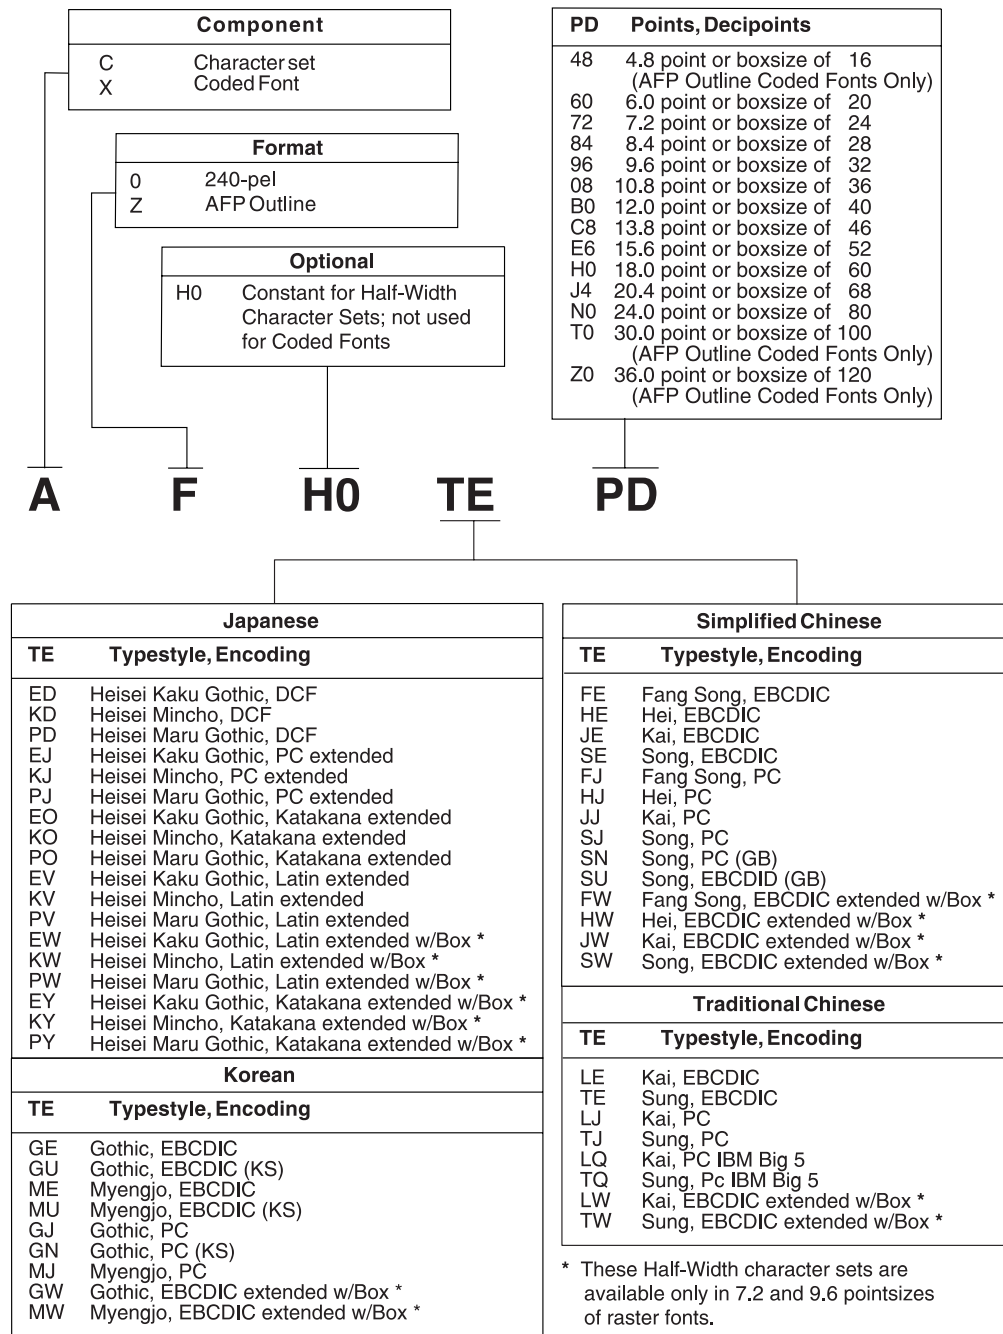 Component
C Character set
X Coded Font
Format
0 240-pel
Z AFP Outline
Optional
H0 Constant for Half-Width
Character Sets; not used
for Coded Fonts
PD Points, Decipoints
48 4.8 point or boxsize of 16
(AFP Outline Coded Fonts Only)
60 6.0 point or boxsize of 20
72 7.2 point or boxsize of 24
84 8.4 point or boxsize of 28
96 9.6 point or boxsize of 32
08 10.8 point or boxsize of 36
B0 12.0 point or boxsize of 40
C8 13.8 point or boxsize of 46
E6 15.6 point or boxsize of 52
H0 18.0 point or boxsize of 60
J4 20.4 point or boxsize of 68
N0 24.0 point or boxsize of 80
T0 30.0 point or boxsize of 100
(AFP Outline Coded Fonts Only)
Z0 36.0 point or boxsize of 120
(AFP Outline Coded Fonts Only)
A F H0 TE PD
Japanese
TE Typestyle, Encoding
ED Heisei Kaku Gothic, DCF
KD Heisei Mincho, DCF
PD Heisei Maru Gothic, DCF
EJ Heisei Kaku Gothic, PC extended
KJ Heisei Mincho, PC extended
PJ Heisei Maru Gothic, PC extended
EO Heisei Kaku Gothic, Katakana extended
KO Heisei Mincho, Katakana extended
PO Heisei Maru Gothic, Katakana extended
EV Heisei Kaku Gothic, Latin extended
KV Heisei Mincho, Latin extended
PV Heisei Maru Gothic, Latin extended
EW Heisei Kaku Gothic, Latin extended w/Box *
KW Heisei Mincho, Latin extended w/Box *
PW Heisei Maru Gothic, Latin extended w/Box *
EY Heisei Kaku Gothic, Katakana extended w/Box *
KY Heisei Mincho, Katakana extended w/Box *
PY Heisei Maru Gothic, Katakana extended w/Box *
Korean
TE Typestyle, Encoding
GE Gothic, EBCDIC
GU Gothic, EBCDIC (KS)
ME Myengjo, EBCDIC
MU Myengjo, EBCDIC (KS)
GJ Gothic, PC
GN Gothic, PC (KS)
MJ Myengjo, PC
GW Gothic, EBCDIC extended w/Box *
MW Myengjo, EBCDIC extended w/Box *
Simplified Chinese
TE Typestyle, Encoding
FE Fang Song, EBCDIC
HE Hei, EBCDIC
JE Kai, EBCDIC
SE Song, EBCDIC
FJ Fang Song, PC
HJ Hei, PC
JJ Kai, PC
SJ Song, PC
SN Song, PC (GB)
SU Song, EBCDID (GB)
FW Fang Song, EBCDIC extended w/Box *
HW Hei, EBCDIC extended w/Box *
JW Kai, EBCDIC extended w/Box *
SW Song, EBCDIC extended w/Box *
Traditional Chinese
TE Typestyle, Encoding
LE Kai, EBCDIC
TE Sung, EBCDIC
LJ Kai, PC
TJ Sung, PC
LQ Kai, PC IBM Big 5
TQ Sung, Pc IBM Big 5
LW Kai, EBCDIC extended w/Box *
TW Sung, EBCDIC extended w/Box *
* These Half-Width character sets are
available only in 7.2 and 9.6 pointsizes
of raster fonts.